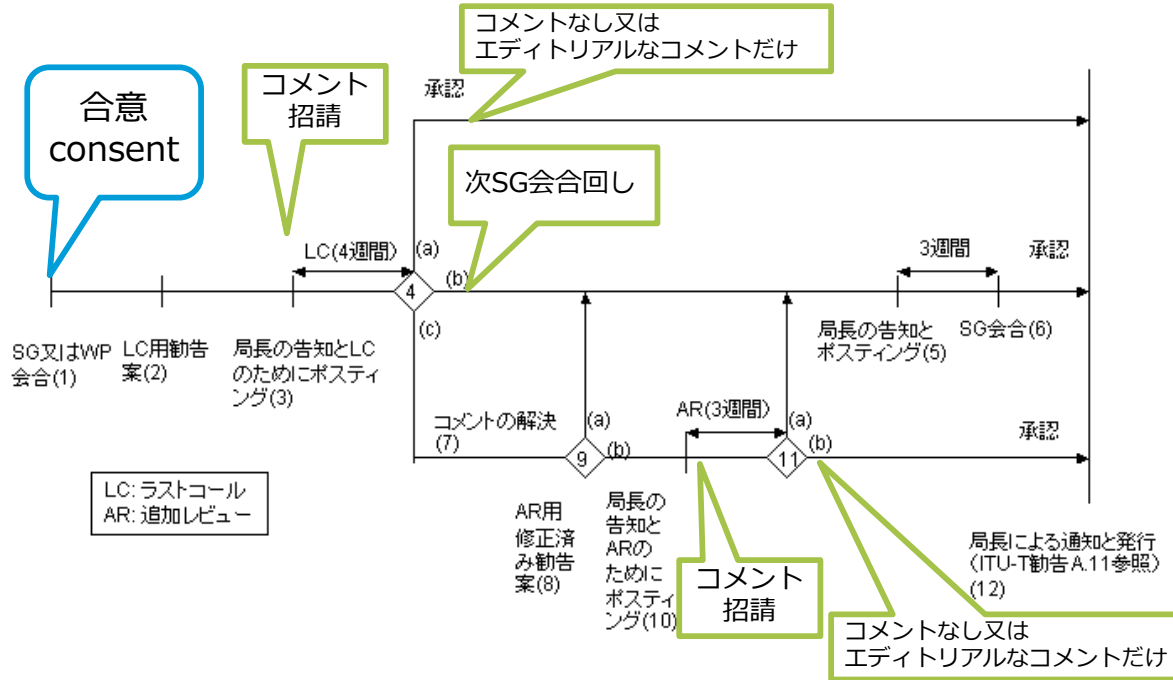 コメントなし又は
エディトリアルなコメントだけ
合意
consent
コメント
招請
承認
次SG会合回し
LC(4週間)
(a)
(b)
4
(c)
3週間
承認
SG又はWP
会合(1)
LC用勧告
案(2)
局長の告知とLC
のためにポスティ
ング(3)
局長の告知と
ポスティング(5)
SG会合(6)
コメントの解決
(7)
(a)
(b)
9
AR(3週間)
(a)
(b)
11
承認
LC:ラストコール
AR:追加レビュー
AR用
修正済
み勧告
案(8)
局長の
告知と
ARの
ために
ポスティ
ング(10)
コメント
招請
局長による通知と発行
(ITU-T勧告A.11参照)
(12)
コメントなし又は
エディトリアルなコメントだけ